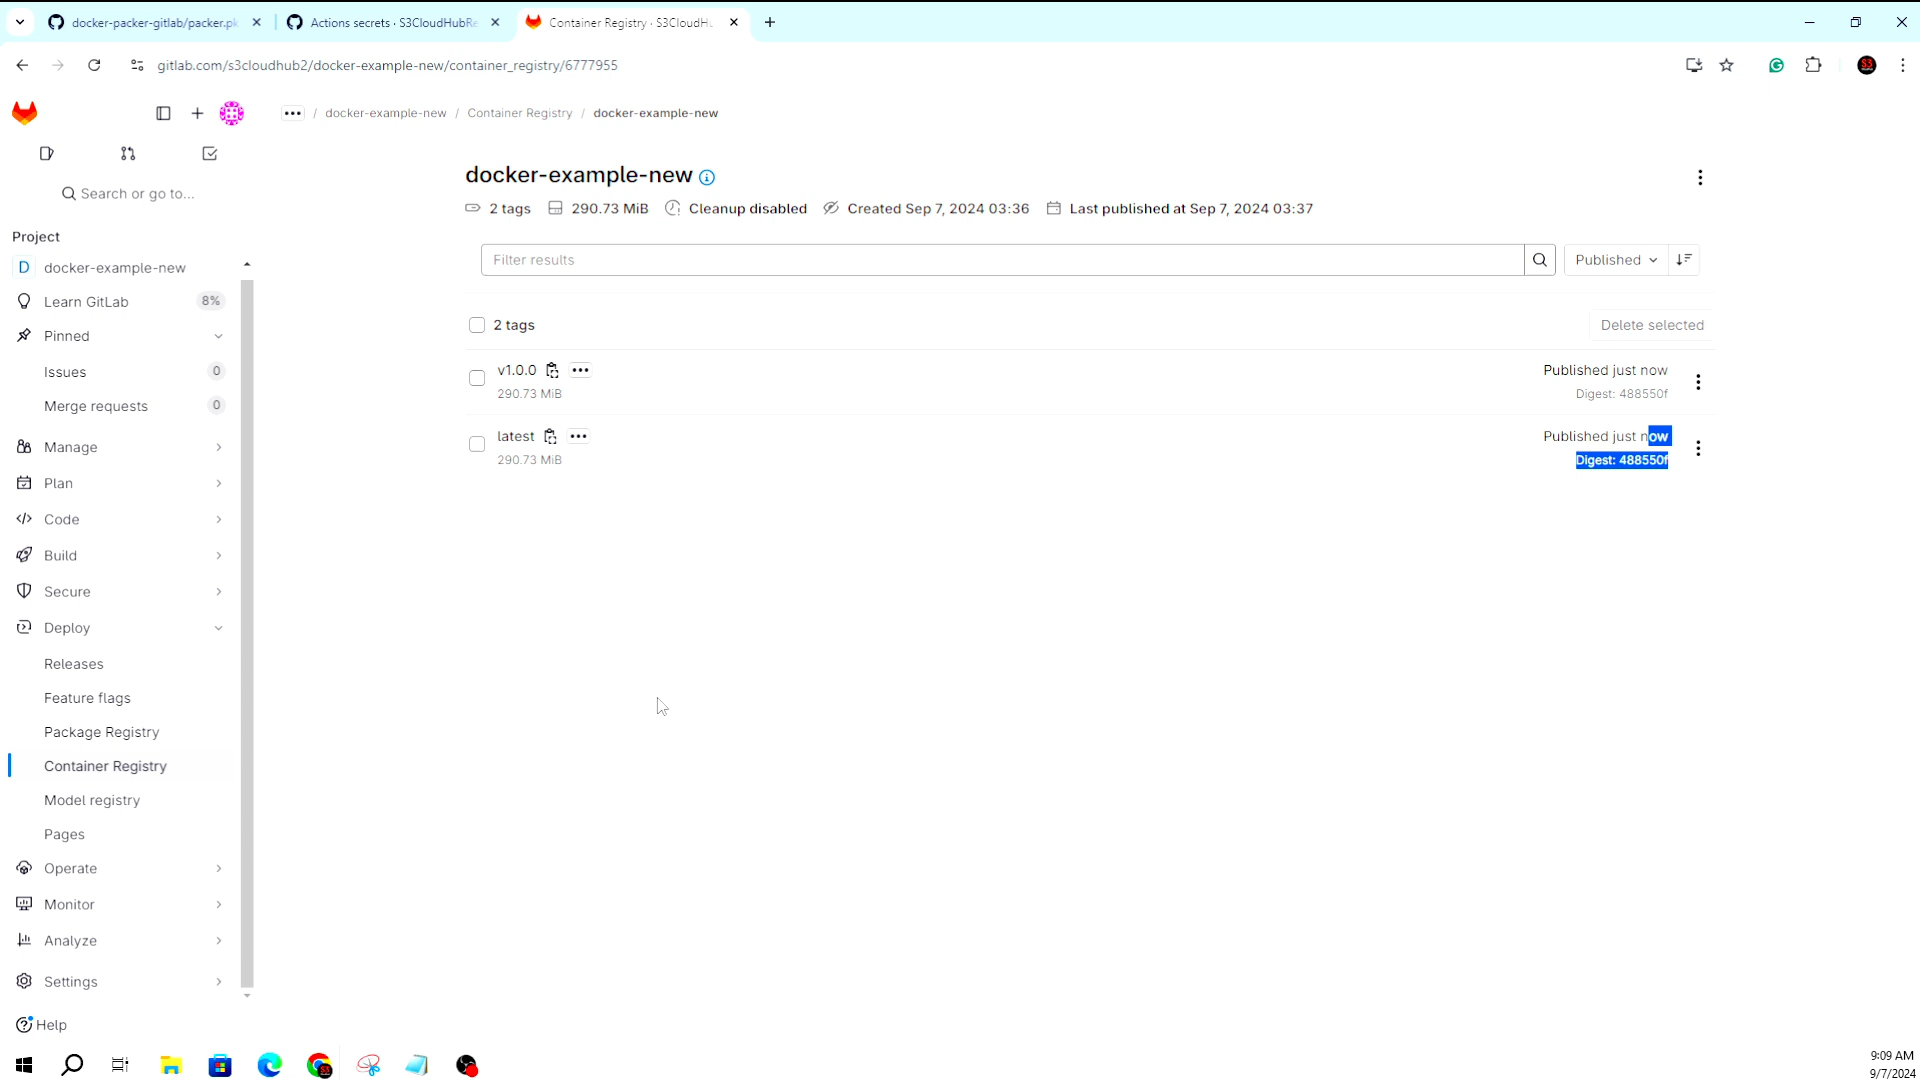 docker-packer-gitlab/packer.pk
Actions secrets · S3CloudHubRe
Container Registry · S3CloudH
gitlab.com/s3cloudhub2/docker-example-new/container_registry/6777955
S3
... / docker-example-new / Container Registry / docker-example-new
Search or go to...
docker-example-new
2 tags 290.73 MiB Cleanup disabled Created Sep 7, 2024 03:36 Last published at Sep 7, 2024 03:37
Project
D docker-example-new
Learn GitLab 8%
Pinned
Issues 0
Merge requests 0
Manage
Plan
Code
Build
Secure
Deploy
Releases
Feature flags
Package Registry
Container Registry
Model registry
Pages
Operate
Monitor
Analyze
Settings
Help
Filter results
Published
2 tags
Delete selected
v1.0.0
290.73 MiB
Published just now
Digest: 488550f
latest
290.73 MiB
Published just now
Digest: 488550f
S3
9:09 AM
9/7/2024